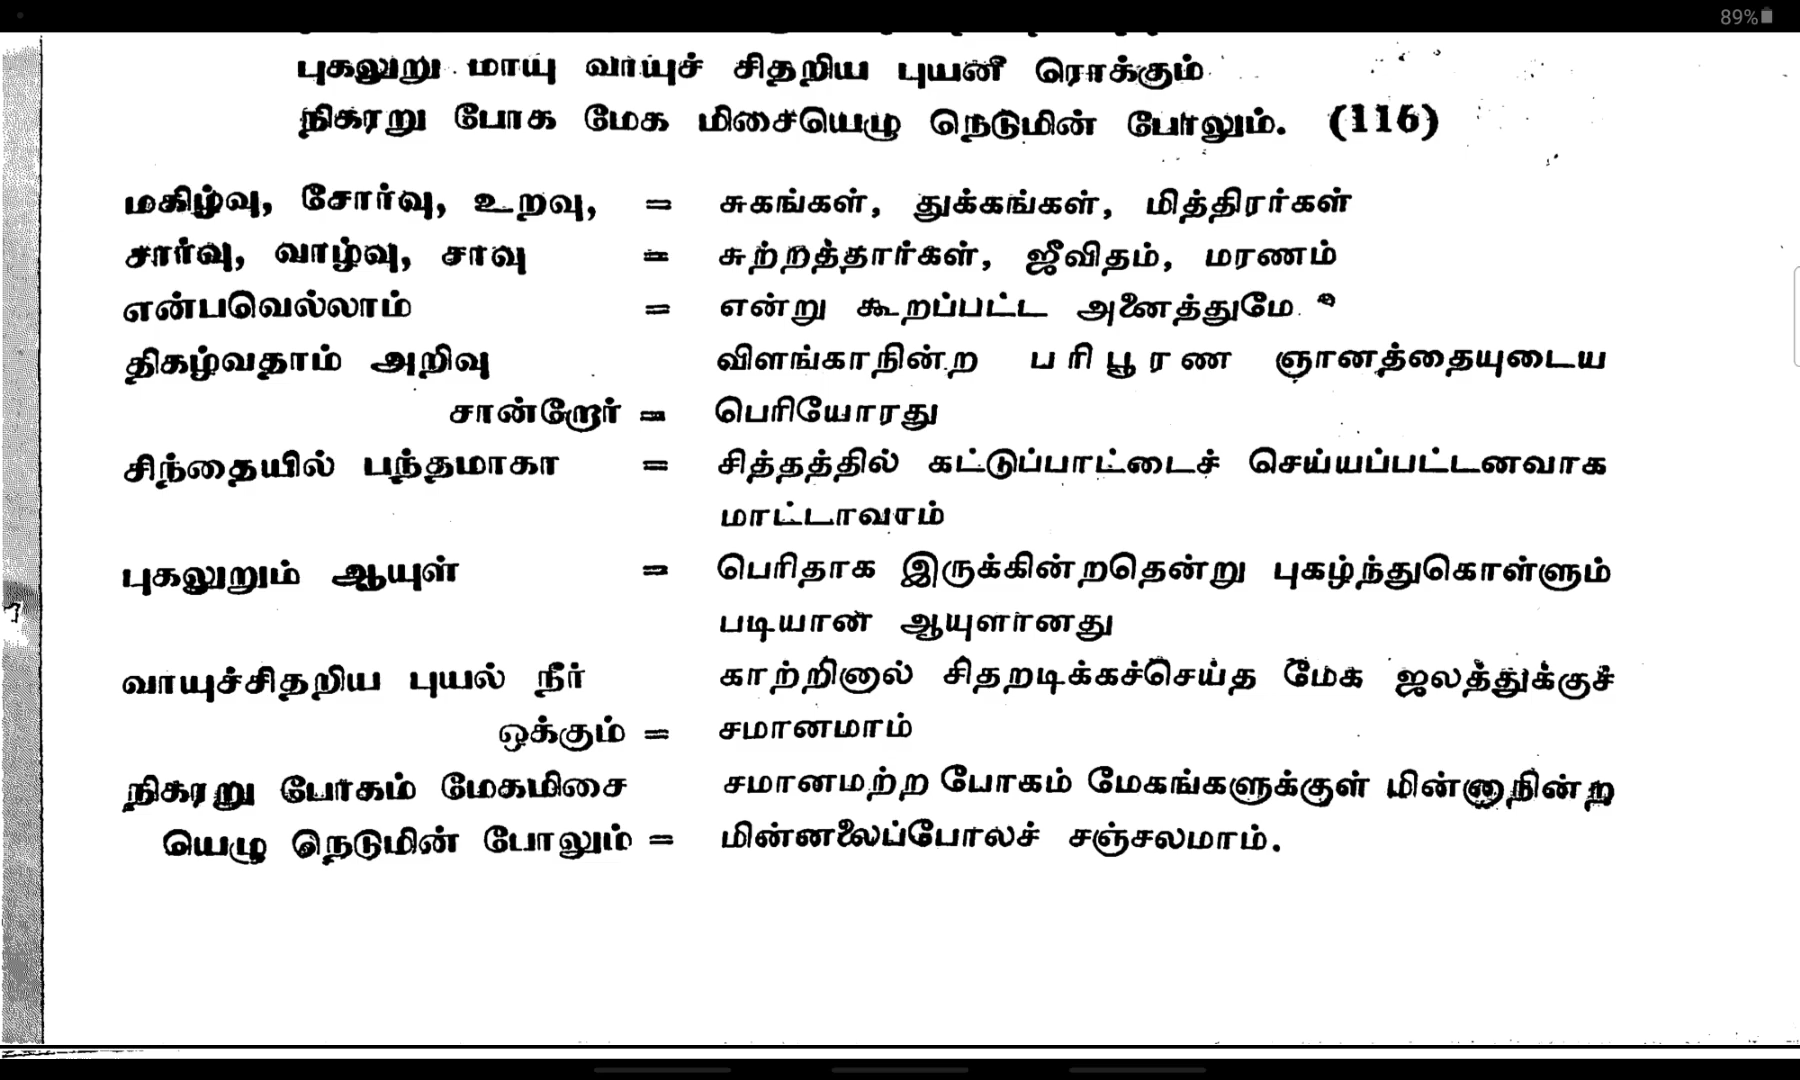 89%
புகலுறு மாயு வாயுச் சிதறிய புயனீ ரொக்கும்
நிகரறு போக மேக மிசையெழு நெடுமின் போலும். (116)
மகிழ்வு, சோர்வு, உறவு, = சுகங்கள், துக்கங்கள், மித்திரர்கள்
சார்வு, வாழ்வு, சாவு = சுற்றத்தார்கள், ஜீவிதம், மரணம்
என்பவெல்லாம் = என்று கூறப்பட்ட அனைத்துமே
திகழ்வதாம் அறிவு விளங்காநின்ற பரிபூரண ஞானத்தையுடைய
சான்றோர் = பெரியோரது
சிந்தையில் பந்தமாகா = சித்தத்தில் கட்டுப்பாட்டைச் செய்யப்பட்டனவாக
மாட்டாவாம்
புகலுறும் ஆயுள் = பெரிதாக இருக்கின்றதென்று புகழ்ந்துகொள்ளும்
படியான ஆயுளானது
வாயுச்சிதறிய புயல் நீர் காற்றினால் சிதறடிக்கச்செய்த மேக ஜலத்துக்குச்
ஒக்கும் = சமானமாம்
நிகரறு போகம் மேகமிசை சமானமற்ற போகம் மேகங்களுக்குள் மின்னாநின்ற
யெழு நெடுமின் போலும் = மின்னலைப்போலச் சஞ்சலமாம்.